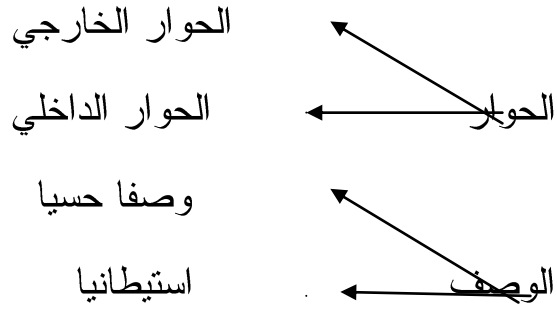 الحوار الخارجي
الحوار الحوار الداخلي
وصفا حسيا
الوصف استيطانيا